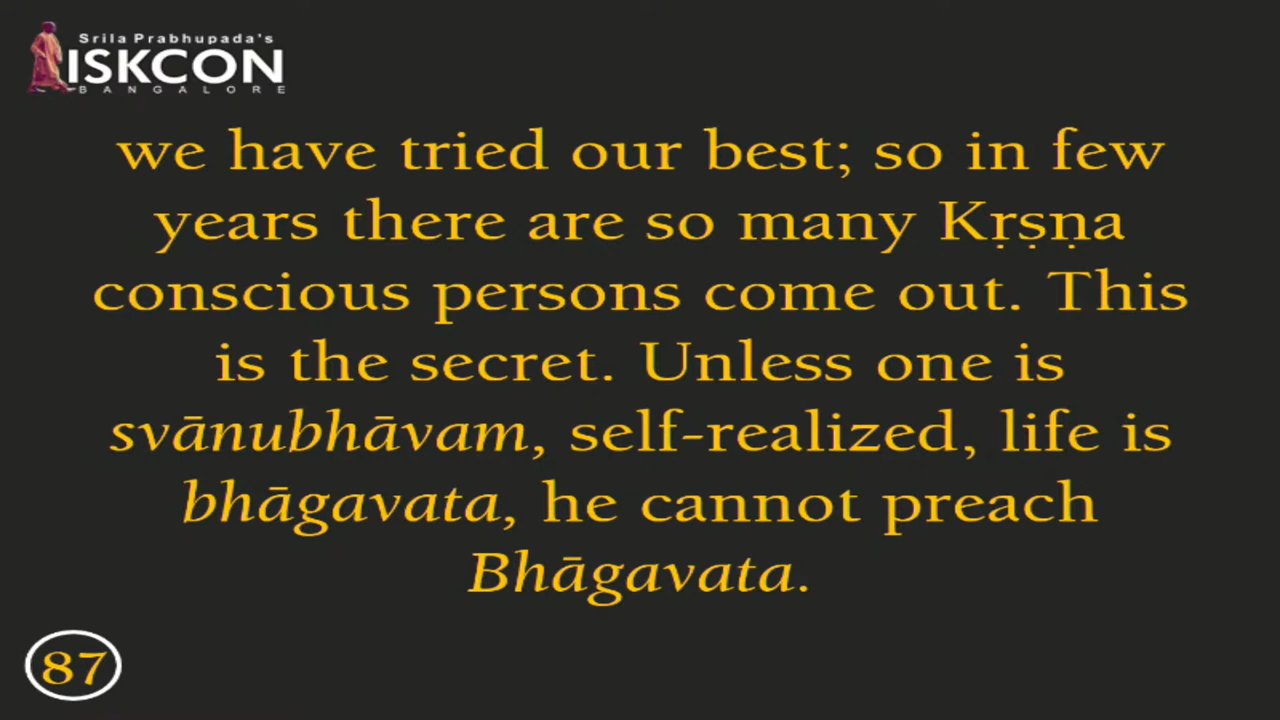 Srila Prabhupada's
ISKCON
BANGALORE
we have tried our best; so in few
years there are so many Kṛṣṇa
conscious persons come out. This
is the secret. Unless one is
svānubhāvam, self-realized, life is
bhāgavata, he cannot preach
Bhāgavata.
87